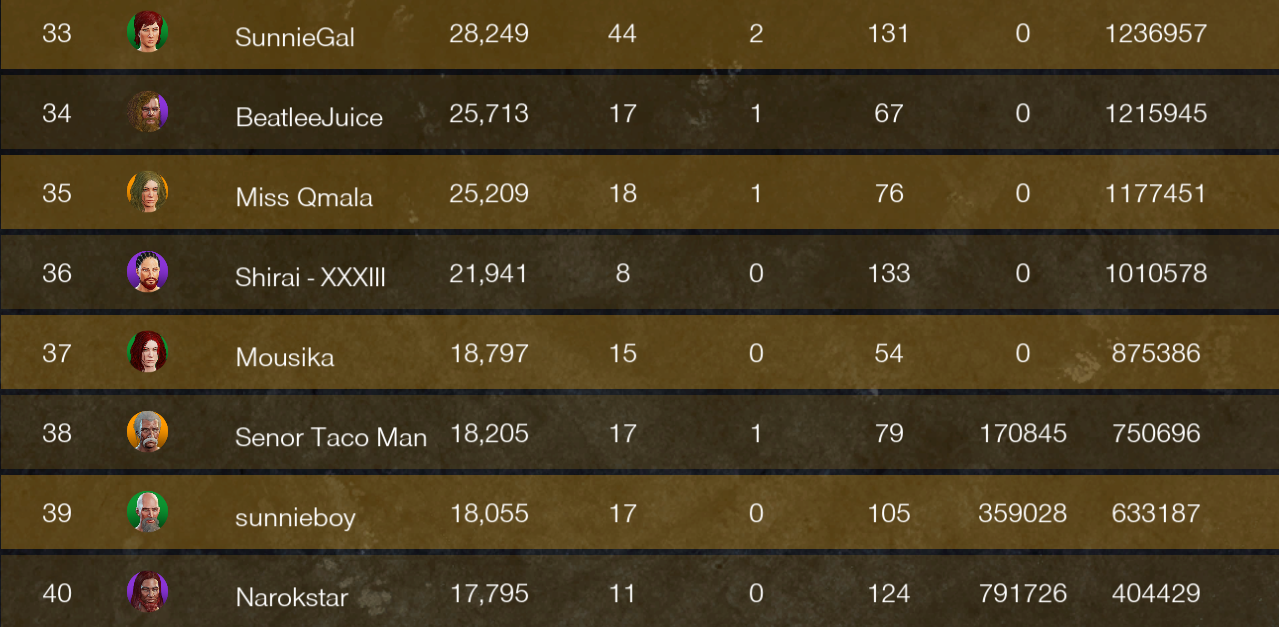 33 SunnieGal 28,249 44 2 131 0 1236957
34 BeatleeJuice 25,713 17 1 67 0 1215945
35 Miss Qmala 25,209 18 1 76 0 1177451
36 Shirai - XXXIII 21,941 8 0 133 0 1010578
37 Mousika 18,797 15 0 54 0 875386
38 Senor Taco Man 18,205 17 1 79 170845 750696
39 sunnieboy 18,055 17 0 105 359028 633187
40 Narokstar 17,795 11 0 124 791726 404429